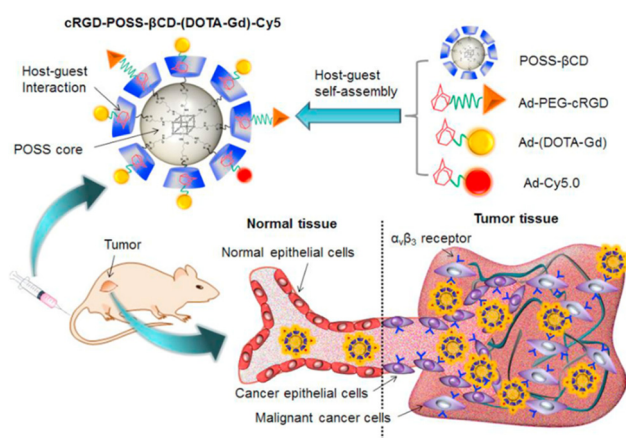 cRGD-POSS-βCD-(DOTA-Gd)-Cy5
Host-guest
Interaction
POSS core
Host-guest
self-assembly
POSS-βCD
Ad-PEG-cRGD
Ad-(DOTA-Gd)
Ad-Cy5.0
Tumor
Normal tissue
Normal epithelial cells
Cancer epithelial cells
Malignant cancer cells
Tumor tissue
αvβ3 receptor